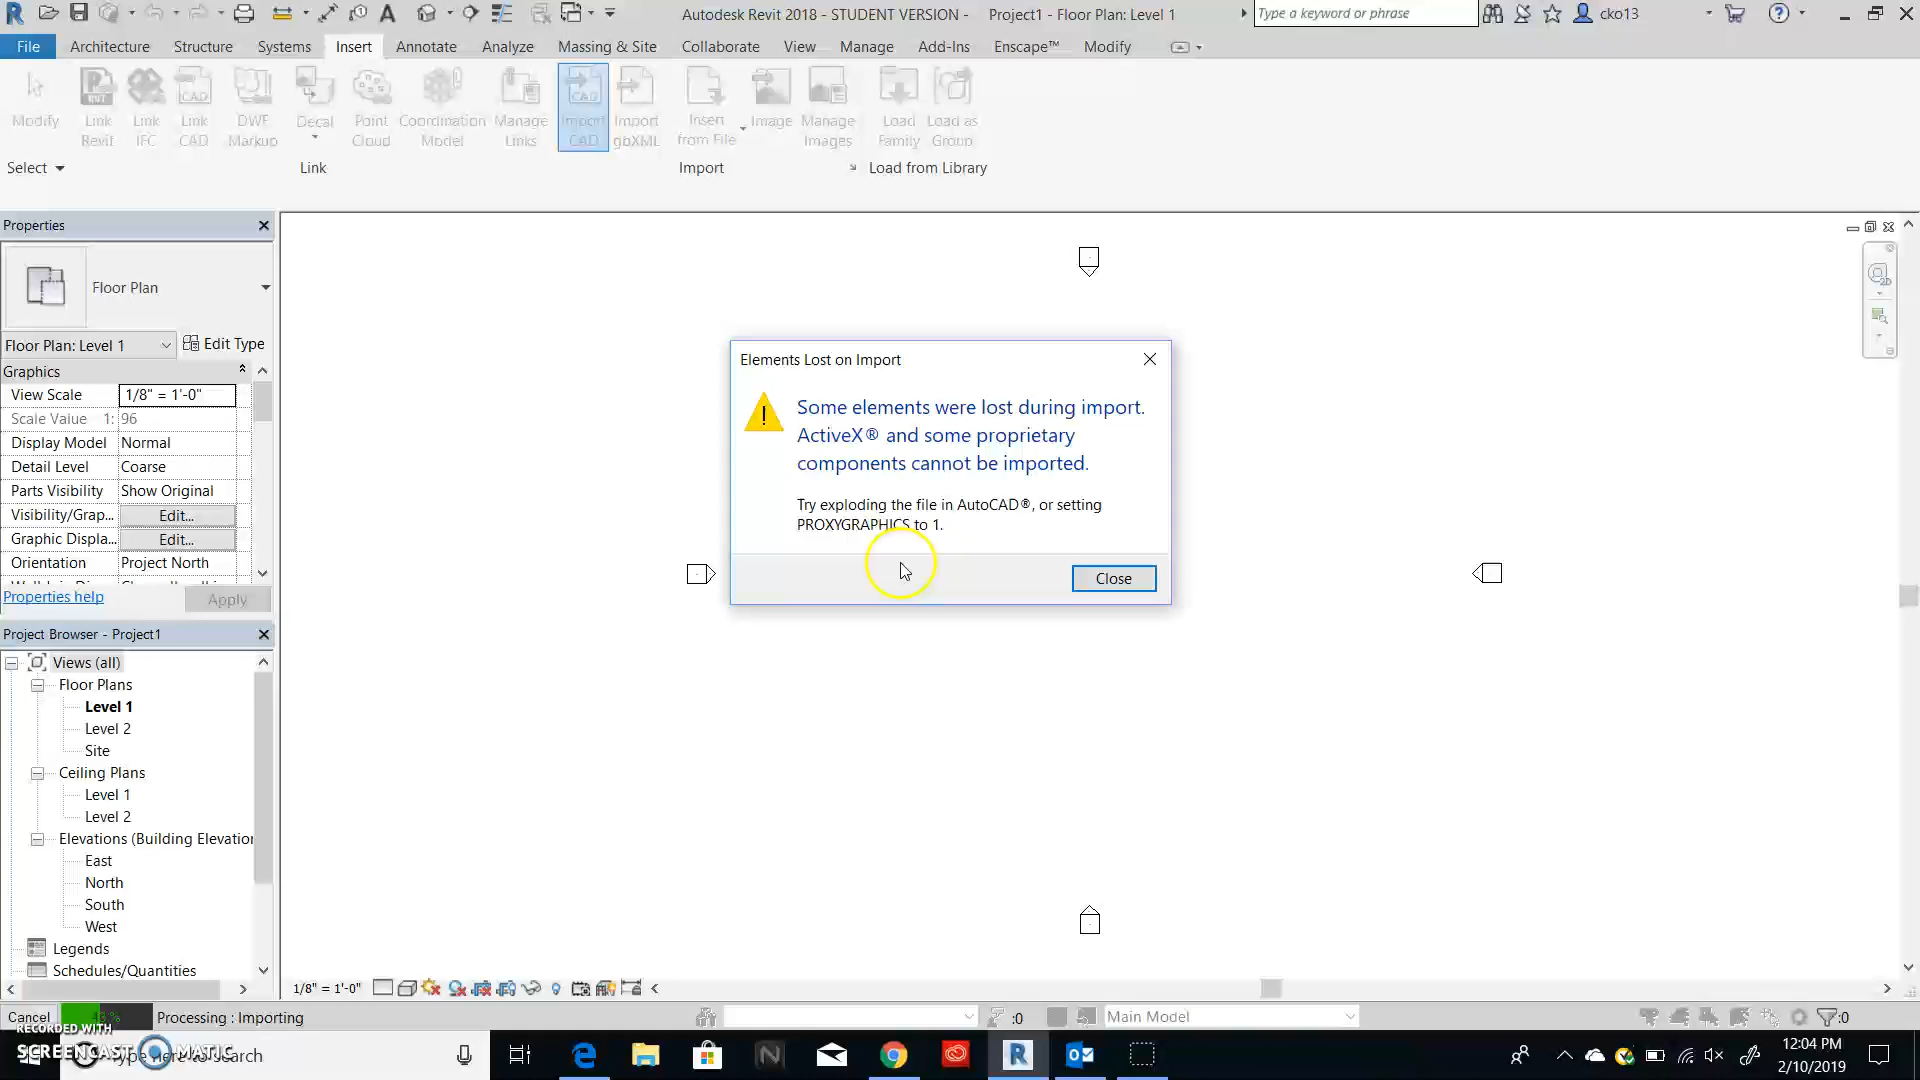 Autodesk Revit 2018 - STUDENT VERSION - Project1 - Floor Plan: Level 1
Type a keyword or phrase
cko13
File Architecture Structure Systems Insert Annotate Analyze Massing & Site Collaborate View Manage Add-Ins Enscape™ Modify
Modify
Link Revit
Link IFC
Link CAD
DWF Markup
Decal
Point Cloud
Coordination Model
Manage Links
Import CAD
Import gbXML
Insert from File
Image
Manage Images
Load Family
Load as Group
Select
Link
Import
Load from Library
Properties
Floor Plan
Floor Plan: Level 1
Edit Type
Graphics
View Scale 1/8" = 1'-0"
Scale Value 1: 96
Display Model Normal
Detail Level Coarse
Parts Visibility Show Original
Visibility/Grap... Edit...
Graphic Displa... Edit...
Orientation Project North
Properties help
Apply
Project Browser - Project1
Views (all)
Floor Plans
Level 1
Level 2
Site
Ceiling Plans
Level 1
Level 2
Elevations (Building Elevation
East
North
South
West
Legends
Schedules/Quantities
Elements Lost on Import
Some elements were lost during import.
ActiveX® and some proprietary
components cannot be imported.
Try exploding the file in AutoCAD®, or setting
PROXYGRAPHICS to 1.
Close
1/8" = 1'-0"
Cancel
Processing : Importing
:0
Main Model
:0
RECORDED WITH
SCREENCAST MATIC
Type here to search
12:04 PM
2/10/2019